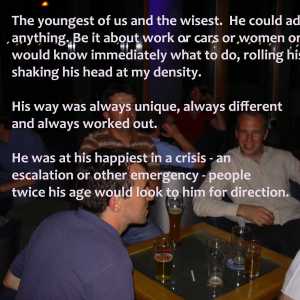 The youngest of us and the wisest. He could ad
anything. Be it about work or cars or women or
would know immediately what to do, rolling his
shaking his head at my density.
His way was always unique, always different
and always worked out.
He was at his happiest in a crisis - an
escalation or other emergency - people
twice his age would look to him for direction.